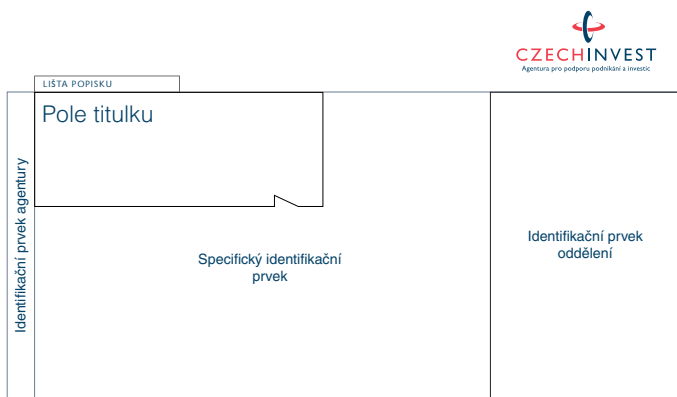 CZECHINVEST
Agentura pro podporu podnikání a investic
LIŠTA POPISKU
Pole titulku
Identifikační prvek agentury
Specifický identifikační
prvek
Identifikační prvek
oddělení